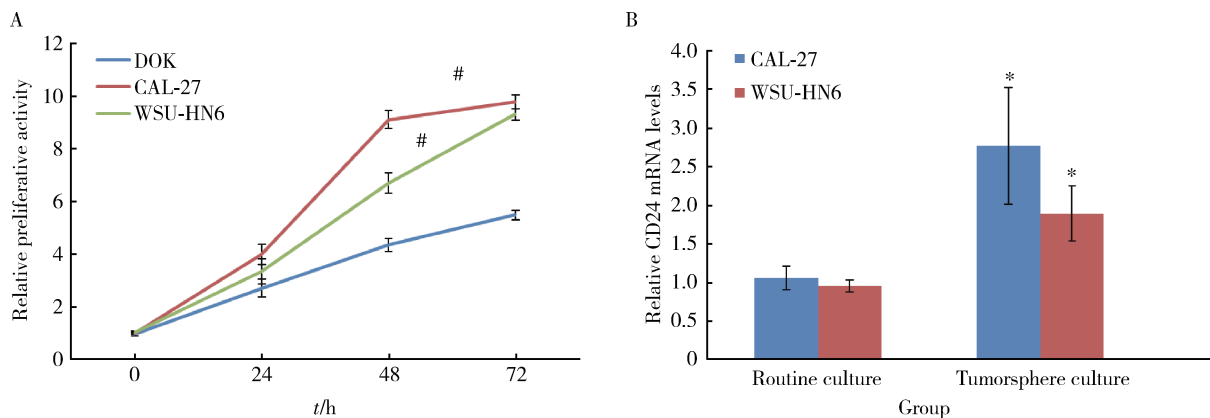 A
Relative preliferative activity
12
10
8
6
4
2
0
DOK
CAL-27
WSU-HN6
#
#
0 24 48 72
t/h
B
Relative CD24 mRNA levels
4.0
3.5
3.0
2.5
2.0
1.5
1.0
0.5
0
CAL-27
WSU-HN6
*
*
Routine culture Tumorsphere culture
Group